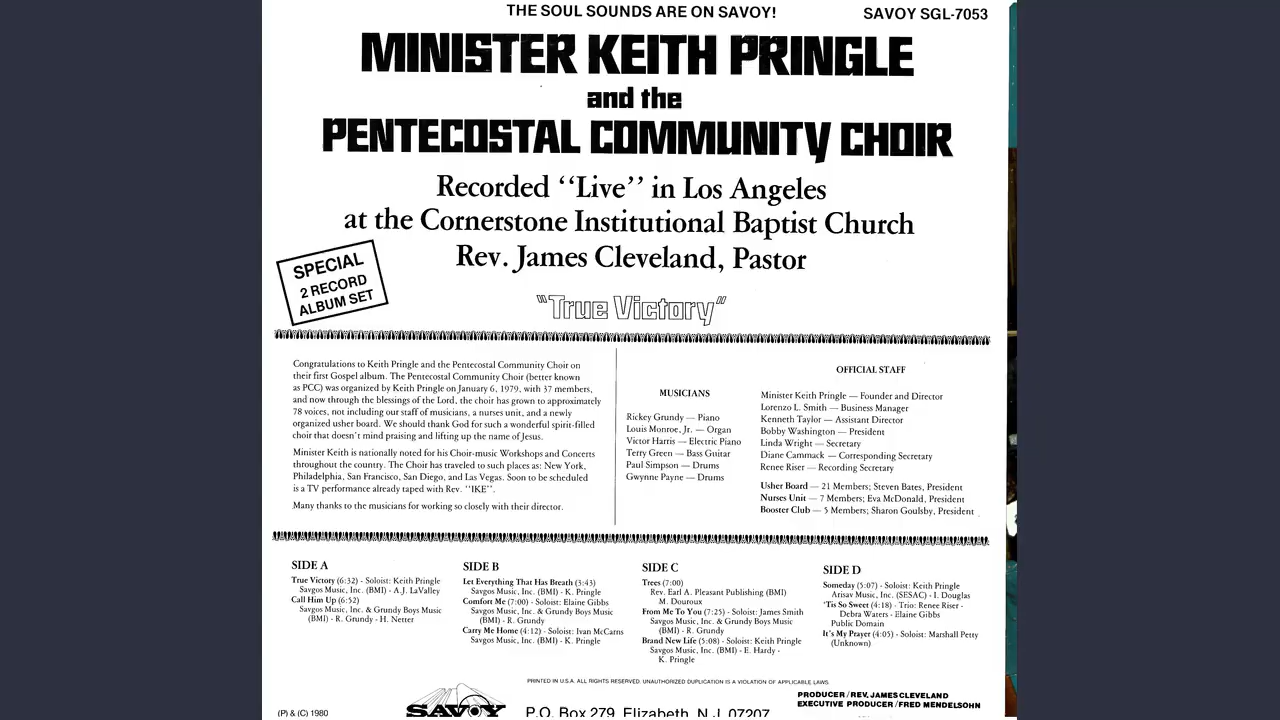 THE SOUL SOUNDS ARE ON SAVOY!
SAVOY SGL-7053
MINISTER KEITH PRINGLE
and the
PENTECOSTAL COMMUNITY CHOIR
Recorded “Live” in Los Angeles
at the Cornerstone Institutional Baptist Church
Rev. James Cleveland, Pastor
SPECIAL
2 RECORD
ALBUM SET
"True Victory"
Congratulations to Keith Pringle and the Pentecostal Community Choir on
their first Gospel album. The Pentecostal Community Choir (better known
as PCC) was organized by Keith Pringle on January 6, 1979, with 37 members,
and now through the blessings of the Lord, the choir has grown to approximately
78 voices, not including our staff of musicians, a nurses unit, and a newly
organized usher board. We should thank God for such a wonderful spirit-filled
choir that doesn't mind praising and lifting up the name of Jesus.
Minister Keith is nationally noted for his Choir-music Workshops and Concerts
throughout the country. The Choir has traveled to such places as: New York,
Philadelphia, San Francisco, San Diego, and Las Vegas. Soon to be scheduled
is a TV performance already taped with Rev. “IKE”.
Many thanks to the musicians for working so closely with their director.
MUSICIANS
Rickey Grundy — Piano
Louis Monroe, Jr. — Organ
Victor Harris — Electric Piano
Terry Green — Bass Guitar
Paul Simpson — Drums
Gwynne Payne — Drums
OFFICIAL STAFF
Minister Keith Pringle — Founder and Director
Lorenzo L. Smith — Business Manager
Kenneth Taylor — Assistant Director
Bobby Washington — President
Linda Wright — Secretary
Diane Cammack — Corresponding Secretary
Renee Riser — Recording Secretary
Usher Board — 21 Members; Steven Bates, President
Nurses Unit — 7 Members; Eva McDonald, President
Booster Club — 5 Members; Sharon Goulsby, President
SIDE A
True Victory (6:32) - Soloist: Keith Pringle
Savgos Music, Inc. (BMI) - A.J. LaValley
Call Him Up (6:52)
Savgos Music, Inc. & Grundy Boys Music
(BMI) - R. Grundy - H. Netter
SIDE B
Let Everything That Has Breath (3:43)
Savgos Music, Inc. (BMI) - K. Pringle
Comfort Me (7:00) - Soloist: Elaine Gibbs
Savgos Music, Inc. & Grundy Boys Music
(BMI) - R. Grundy
Carry Me Home (4:12) - Soloist: Ivan McCarns
Savgos Music, Inc. (BMI) - K. Pringle
SIDE C
Trees (7:00)
Rev. Earl A. Pleasant Publishing (BMI)
M. Douroux
From Me To You (7:25) - Soloist: James Smith
Savgos Music, Inc. & Grundy Boys Music
(BMI) - R. Grundy
Brand New Life (5:08) - Soloist: Keith Pringle
Savgos Music, Inc. (BMI) - E. Hardy -
K. Pringle
SIDE D
Someday (5:07) - Soloist: Keith Pringle
Arisav Music, Inc. (SESAC) - I. Douglas
'Tis So Sweet (4:18) - Trio: Renee Riser -
Debra Waters - Elaine Gibbs
Public Domain
It's My Prayer (4:05) - Soloist: Marshall Petty
(Unknown)
PRINTED IN U.S.A. ALL RIGHTS RESERVED. UNAUTHORIZED DUPLICATION IS A VIOLATION OF APPLICABLE LAWS.
PRODUCER / REV. JAMES CLEVELAND
EXECUTIVE PRODUCER / FRED MENDELSOHN
(P) & (C) 1980
SAVOY
P.O. Box 279, Elizabeth, N.J. 07207